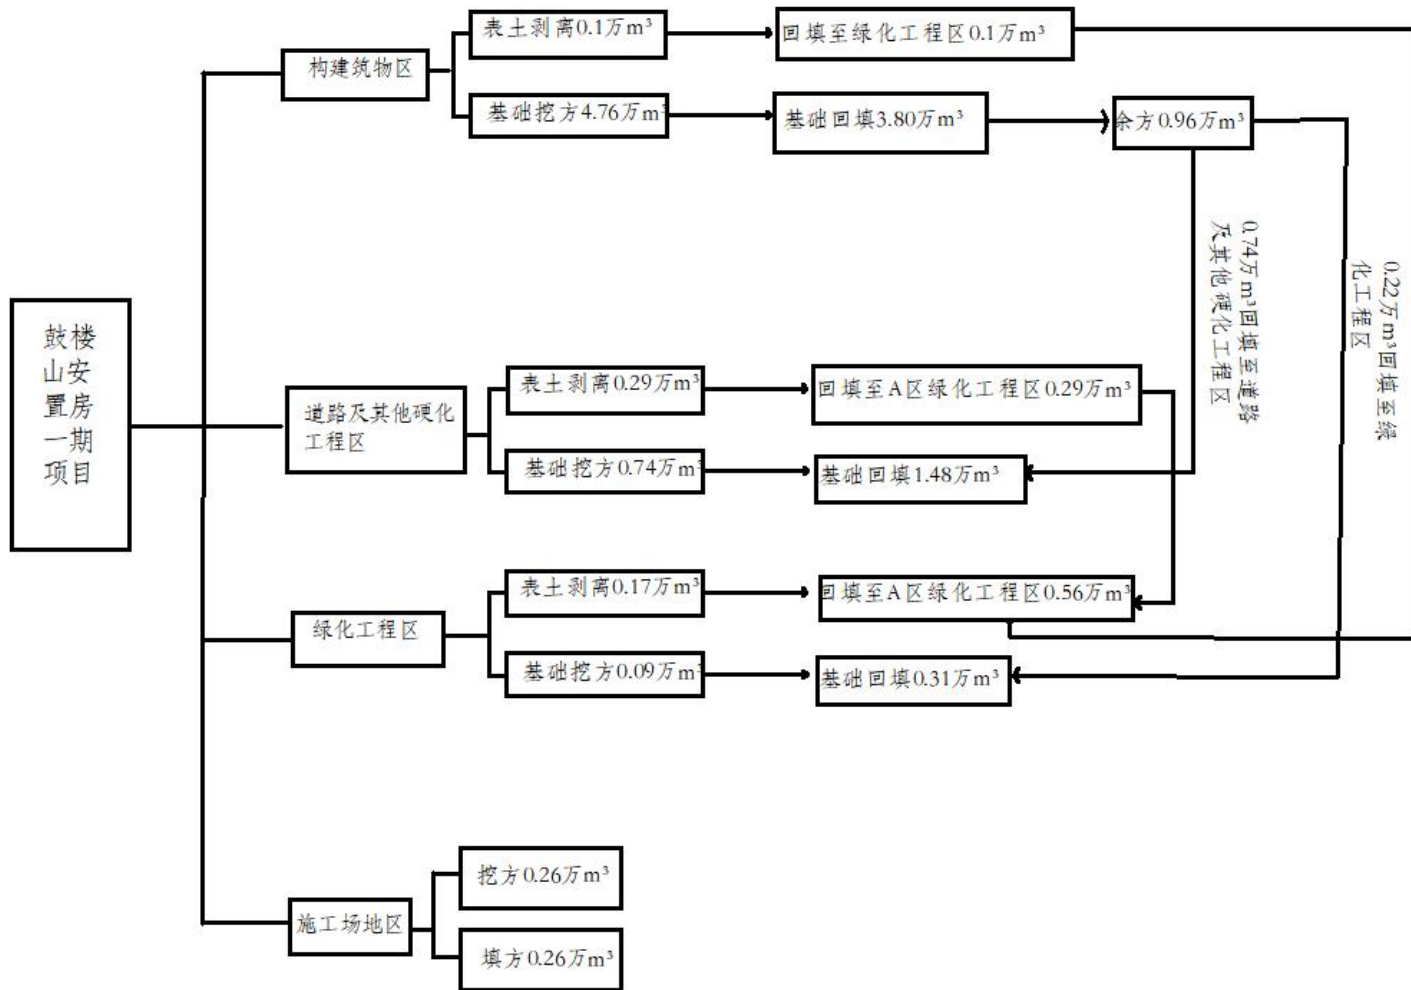 表土剥离0.1万m³
回填至绿化工程区0.1万m³
构建筑物区
基础挖方4.76万m³
基础回填3.80万m³
余方0.96万m³
0.74万m³回填至道路
及其他硬化工程区
0.22万m³回填至绿
化工程区
鼓楼
山安
置房
一期
项目
道路及其他硬化
工程区
表土剥离0.29万m³
回填至A区绿化工程区0.29万m³
基础挖方0.74万m³
基础回填1.48万m³
绿化工程区
表土剥离0.17万m³
回填至A区绿化工程区0.56万m³
基础挖方0.09万m³
基础回填0.31万m³
施工场地区
挖方0.26万m³
填方0.26万m³